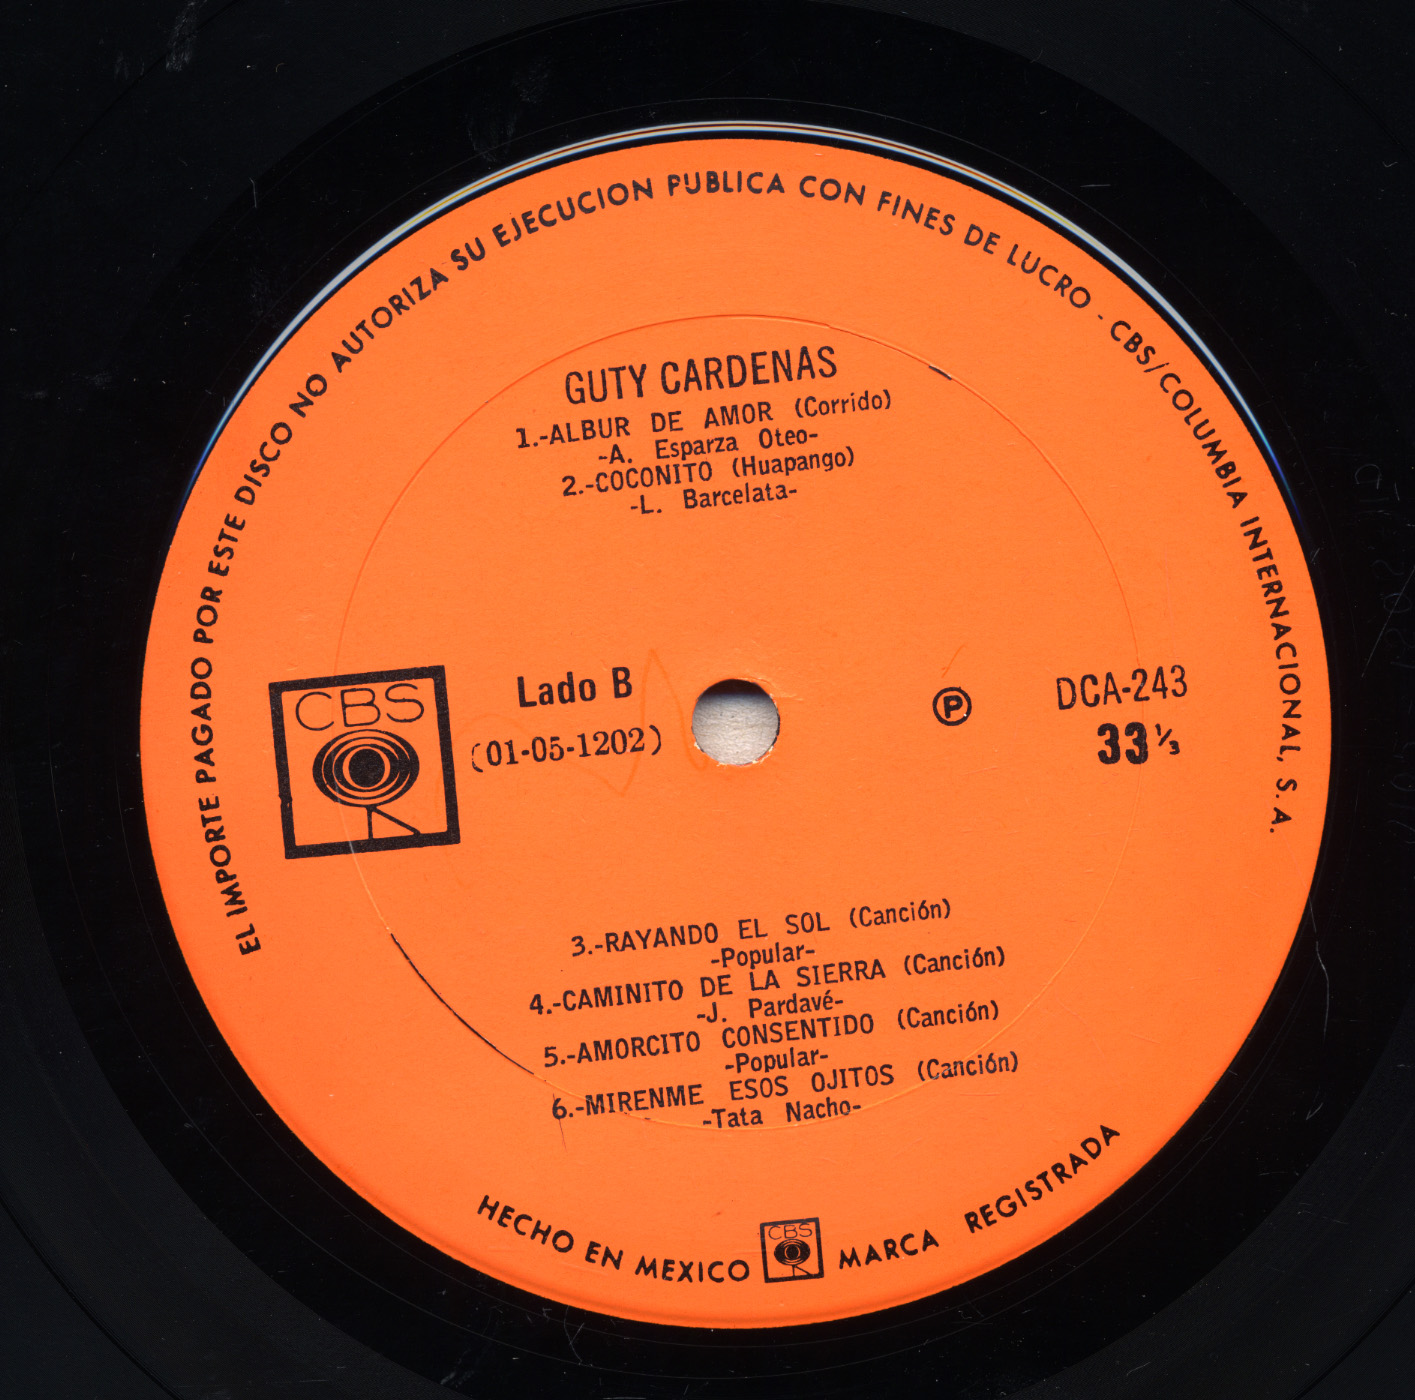 EL IMPORTE PAGADO POR ESTE DISCO NO AUTORIZA SU EJECUCION PUBLICA CON FINES DE LUCRO - CBS/COLUMBIA INTERNACIONAL, S.A.
GUTY CARDENAS
1.-ALBUR DE AMOR (Corrido)
-A. Esparza Oteo-
2.-COCONITO (Huapango)
-L. Barcelata-
CBS
Lado B
(01-05-1202)
℗
DCA-243
33 ⅓
3.-RAYANDO EL SOL (Canción)
-Popular-
4.-CAMINITO DE LA SIERRA (Canción)
-J. Pardavé-
5.-AMORCITO CONSENTIDO (Canción)
-Popular-
6.-MIRENME ESOS OJITOS (Canción)
-Tata Nacho-
HECHO EN MEXICO CBS MARCA REGISTRADA